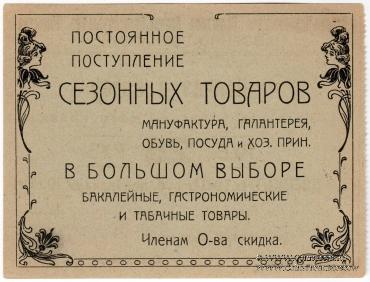 ПОСТОЯННОЕ
ПОСТУПЛЕНИЕ
СЕЗОННЫХ ТОВАРОВ
МАНУФАКТУРА, ГАЛАНТЕРЕЯ,
ОБУВЬ, ПОСУДА И ХОЗ. ПРИН.
В БОЛЬШОМ ВЫБОРЕ
БАКАЛЕЙНЫЕ, ГАСТРОНОМИЧЕСКИЕ
И ТАБАЧНЫЕ ТОВАРЫ.
Членам О-ва скидка.